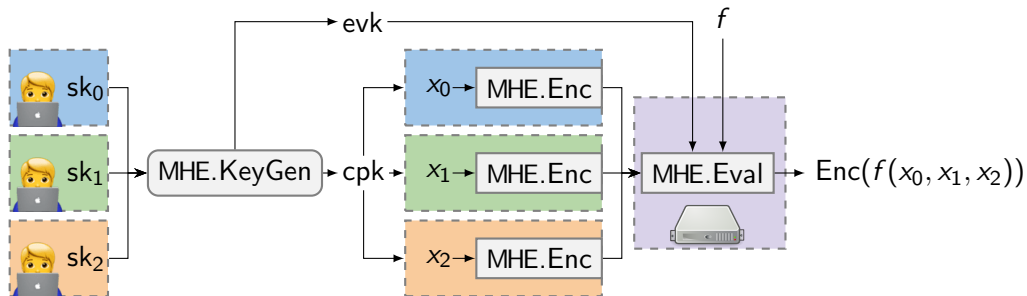 evk
f
sk₀
x₀
MHE.Enc
sk₁
MHE.KeyGen
cpk
x₁
MHE.Enc
MHE.Eval
Enc(f(x₀, x₁, x₂))
sk₂
x₂
MHE.Enc